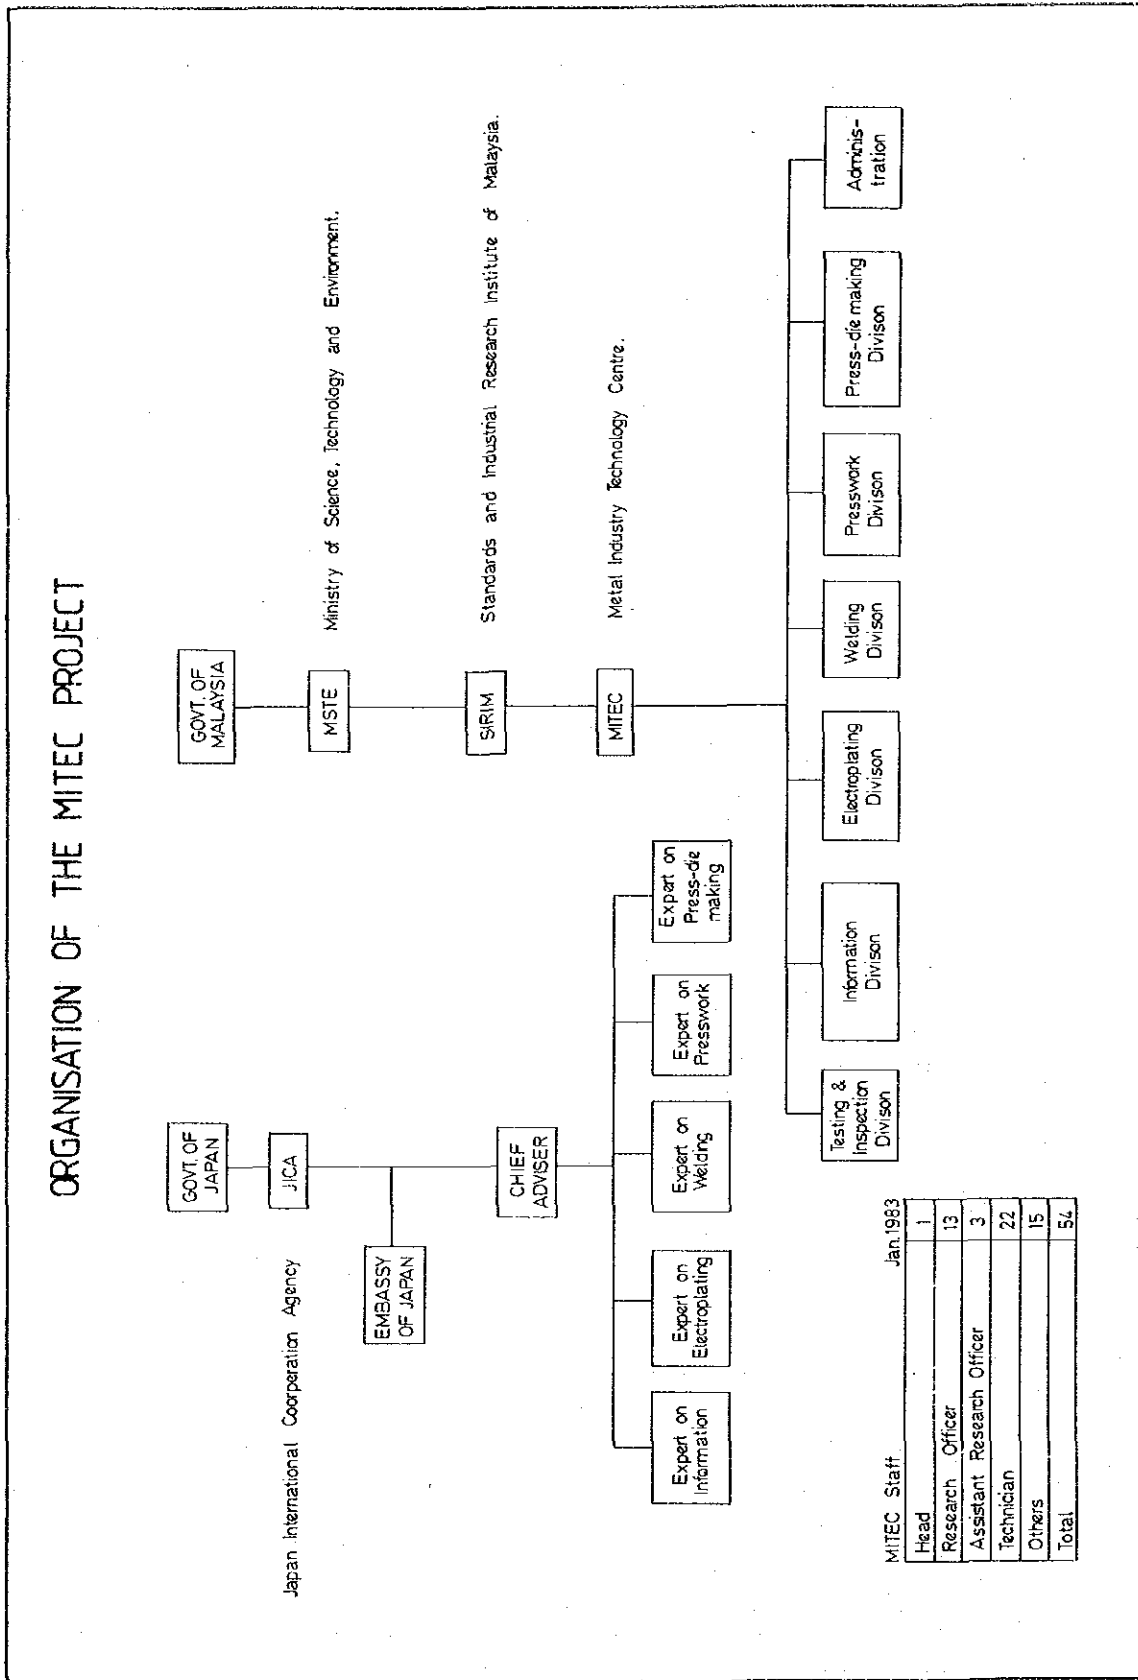 ORGANISATION OF THE MITEC PROJECT
GOVT. OF
JAPAN
JICA
Japan International Coorperation Agency
EMBASSY
OF JAPAN
CHIEF
ADVISER
Expert on
Information
Expert on
Electroplating
Expert on
Welding
Expert on
Presswork
Expert on
Press-die
making
GOVT. OF
MALAYSIA
MSTE
Ministry of Science, Technology and Environment.
SIRIM
Standards and Industrial Research Institute of Malaysia.
MITEC
Metal Industry Technology Centre.
Testing &
Inspection
Divison
Information
Divison
Electroplating
Divison
Welding
Divison
Presswork
Divison
Press-die making
Divison
Adminis-
tration
MITEC Staff Jan.1983
Head 1
Research Officer 13
Assistant Research Officer 3
Technician 22
Others 15
Total 54